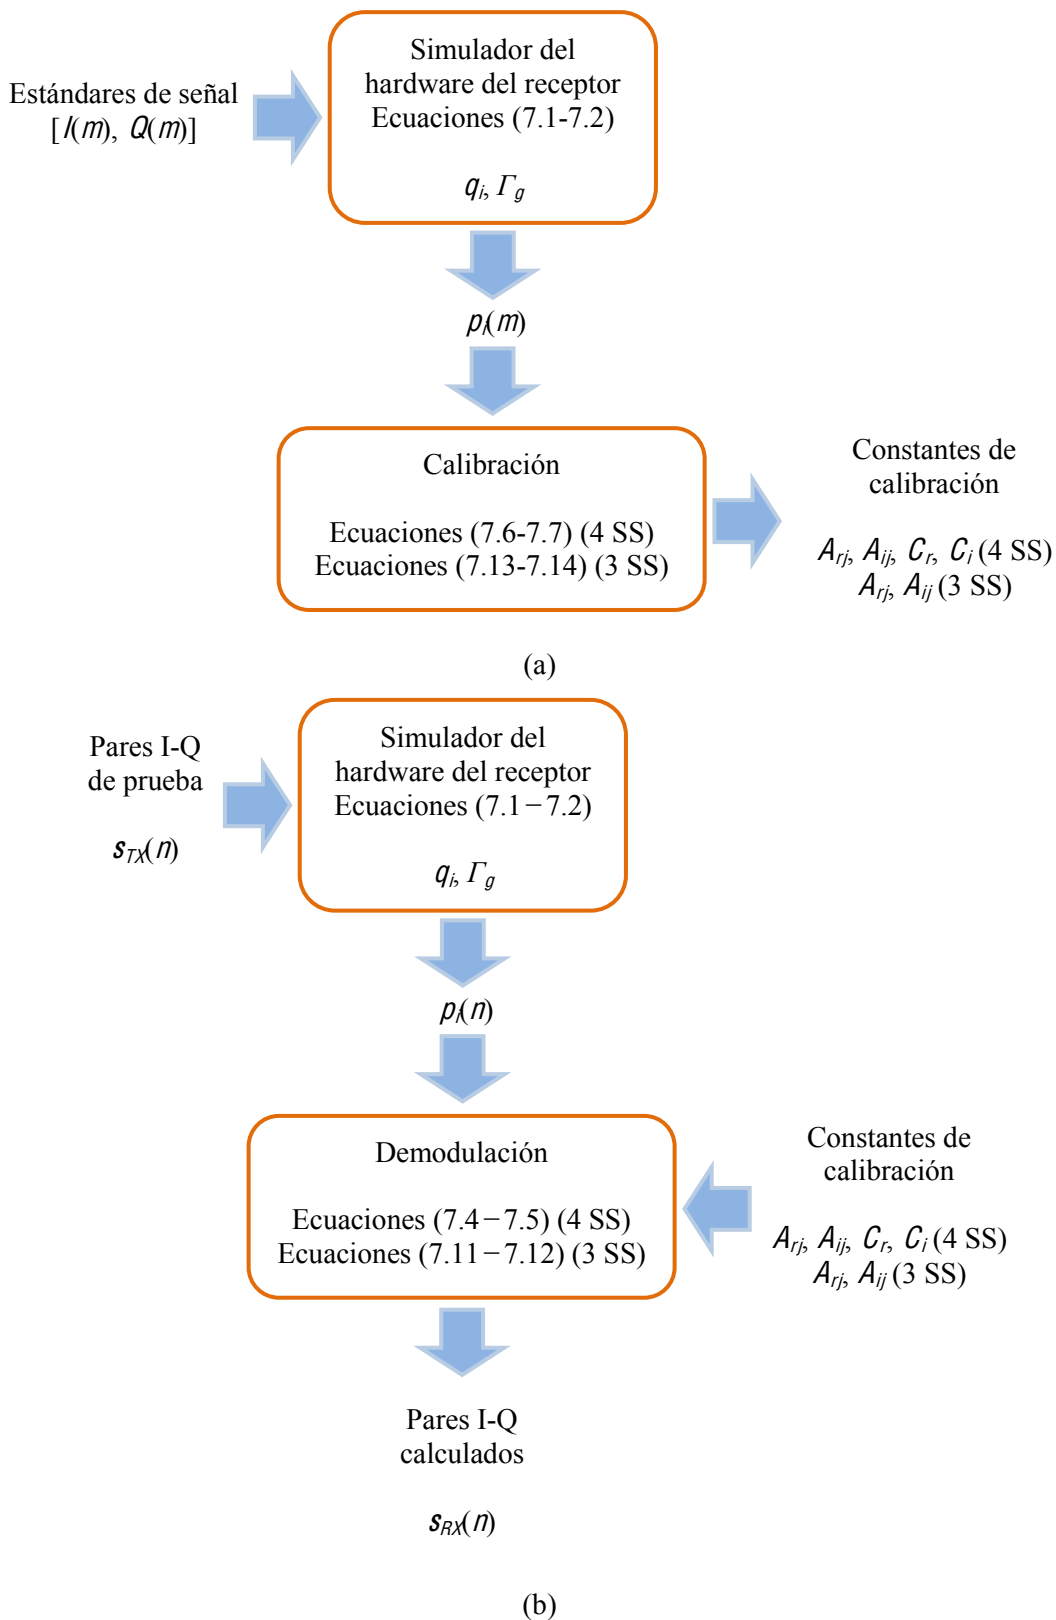 Estándares de señal
[I(m), Q(m)]
Simulador del
hardware del receptor
Ecuaciones (7.1-7.2)
qi, Γg
pi(m)
Calibración
Ecuaciones (7.6-7.7) (4 SS)
Ecuaciones (7.13-7.14) (3 SS)
Constantes de
calibración
Arj, Aij, Cr, Ci (4 SS)
Arj, Aij (3 SS)
(a)
Pares I-Q
de prueba
sTX(n)
Simulador del
hardware del receptor
Ecuaciones (7.1−7.2)
qi, Γg
pi(n)
Demodulación
Ecuaciones (7.4−7.5) (4 SS)
Ecuaciones (7.11−7.12) (3 SS)
Constantes de
calibración
Arj, Aij, Cr, Ci (4 SS)
Arj, Aij (3 SS)
Pares I-Q
calculados
sRX(n)
(b)